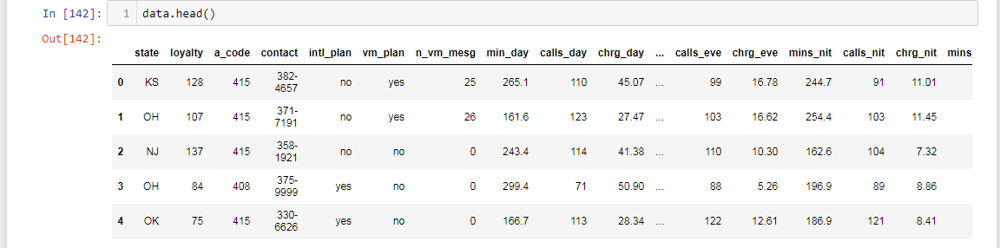 In [142]: 1 data.head()
Out[142]:
state loyalty a_code contact intl_plan vm_plan n_vm_mesg min_day calls_day chrg_day ... calls_eve chrg_eve mins_nit calls_nit chrg_nit mins
0 KS 128 415 382-4657 no yes 25 265.1 110 45.07 ... 99 16.78 244.7 91 11.01
1 OH 107 415 371-7191 no yes 26 161.6 123 27.47 ... 103 16.62 254.4 103 11.45
2 NJ 137 415 358-1921 no no 0 243.4 114 41.38 ... 110 10.30 162.6 104 7.32
3 OH 84 408 375-9999 yes no 0 299.4 71 50.90 ... 88 5.26 196.9 89 8.86
4 OK 75 415 330-6626 yes no 0 166.7 113 28.34 ... 122 12.61 186.9 121 8.41